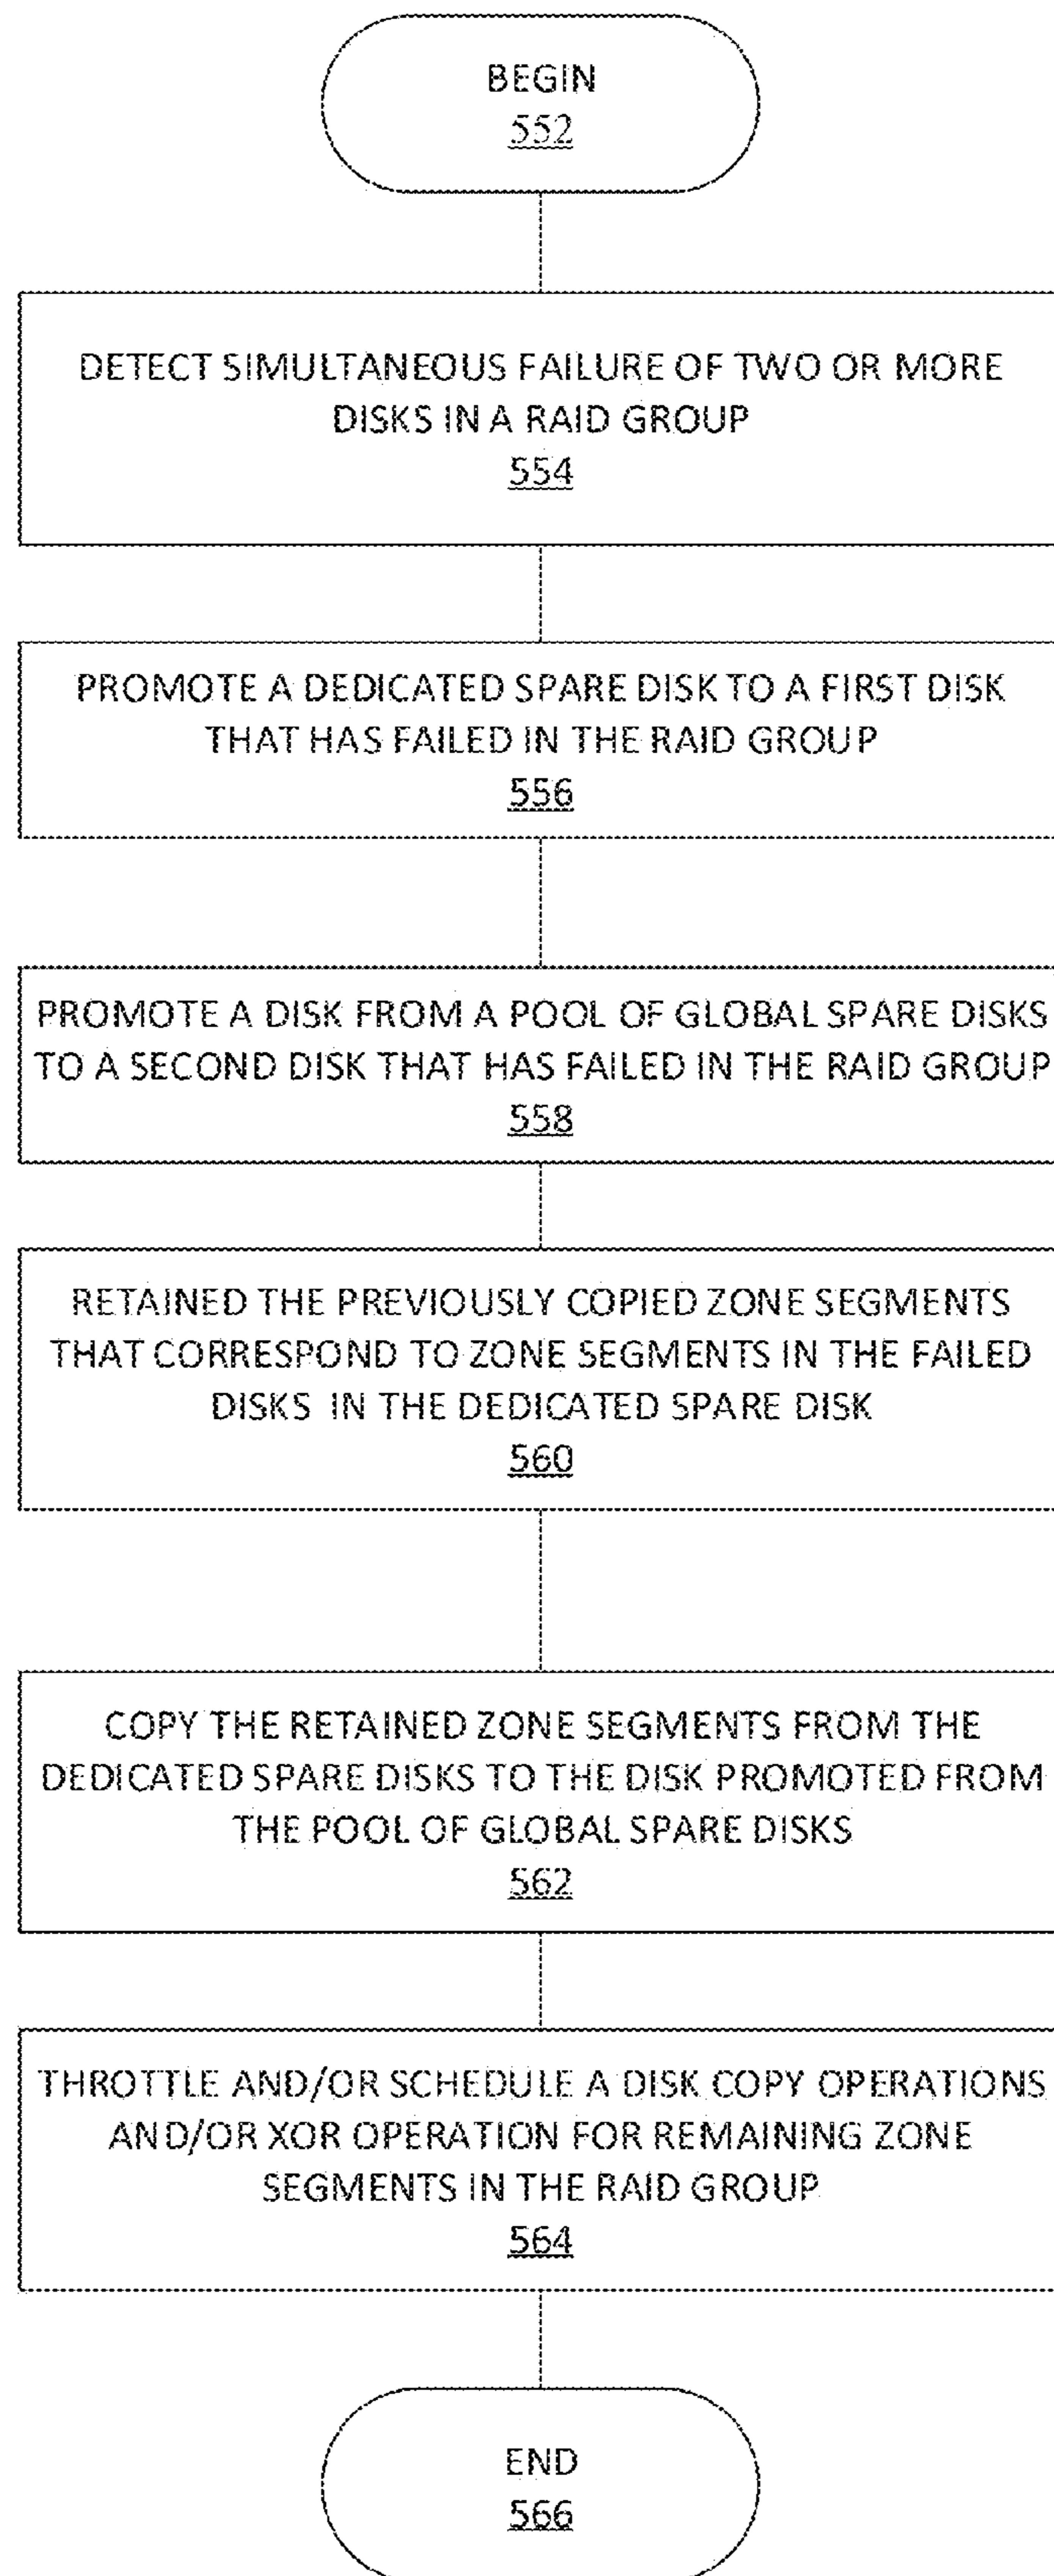 BEGIN
552
DETECT SIMULTANEOUS FAILURE OF TWO OR MORE
DISKS IN A RAID GROUP
554
PROMOTE A DEDICATED SPARE DISK TO A FIRST DISK
THAT HAS FAILED IN THE RAID GROUP
556
PROMOTE A DISK FROM A POOL OF GLOBAL SPARE DISKS
TO A SECOND DISK THAT HAS FAILED IN THE RAID GROUP
558
RETAINED THE PREVIOUSLY COPIED ZONE SEGMENTS
THAT CORRESPOND TO ZONE SEGMENTS IN THE FAILED
DISKS IN THE DEDICATED SPARE DISK
560
COPY THE RETAINED ZONE SEGMENTS FROM THE
DEDICATED SPARE DISKS TO THE DISK PROMOTED FROM
THE POOL OF GLOBAL SPARE DISKS
562
THROTTLE AND/OR SCHEDULE A DISK COPY OPERATIONS
AND/OR XOR OPERATION FOR REMAINING ZONE
SEGMENTS IN THE RAID GROUP
564
END
566